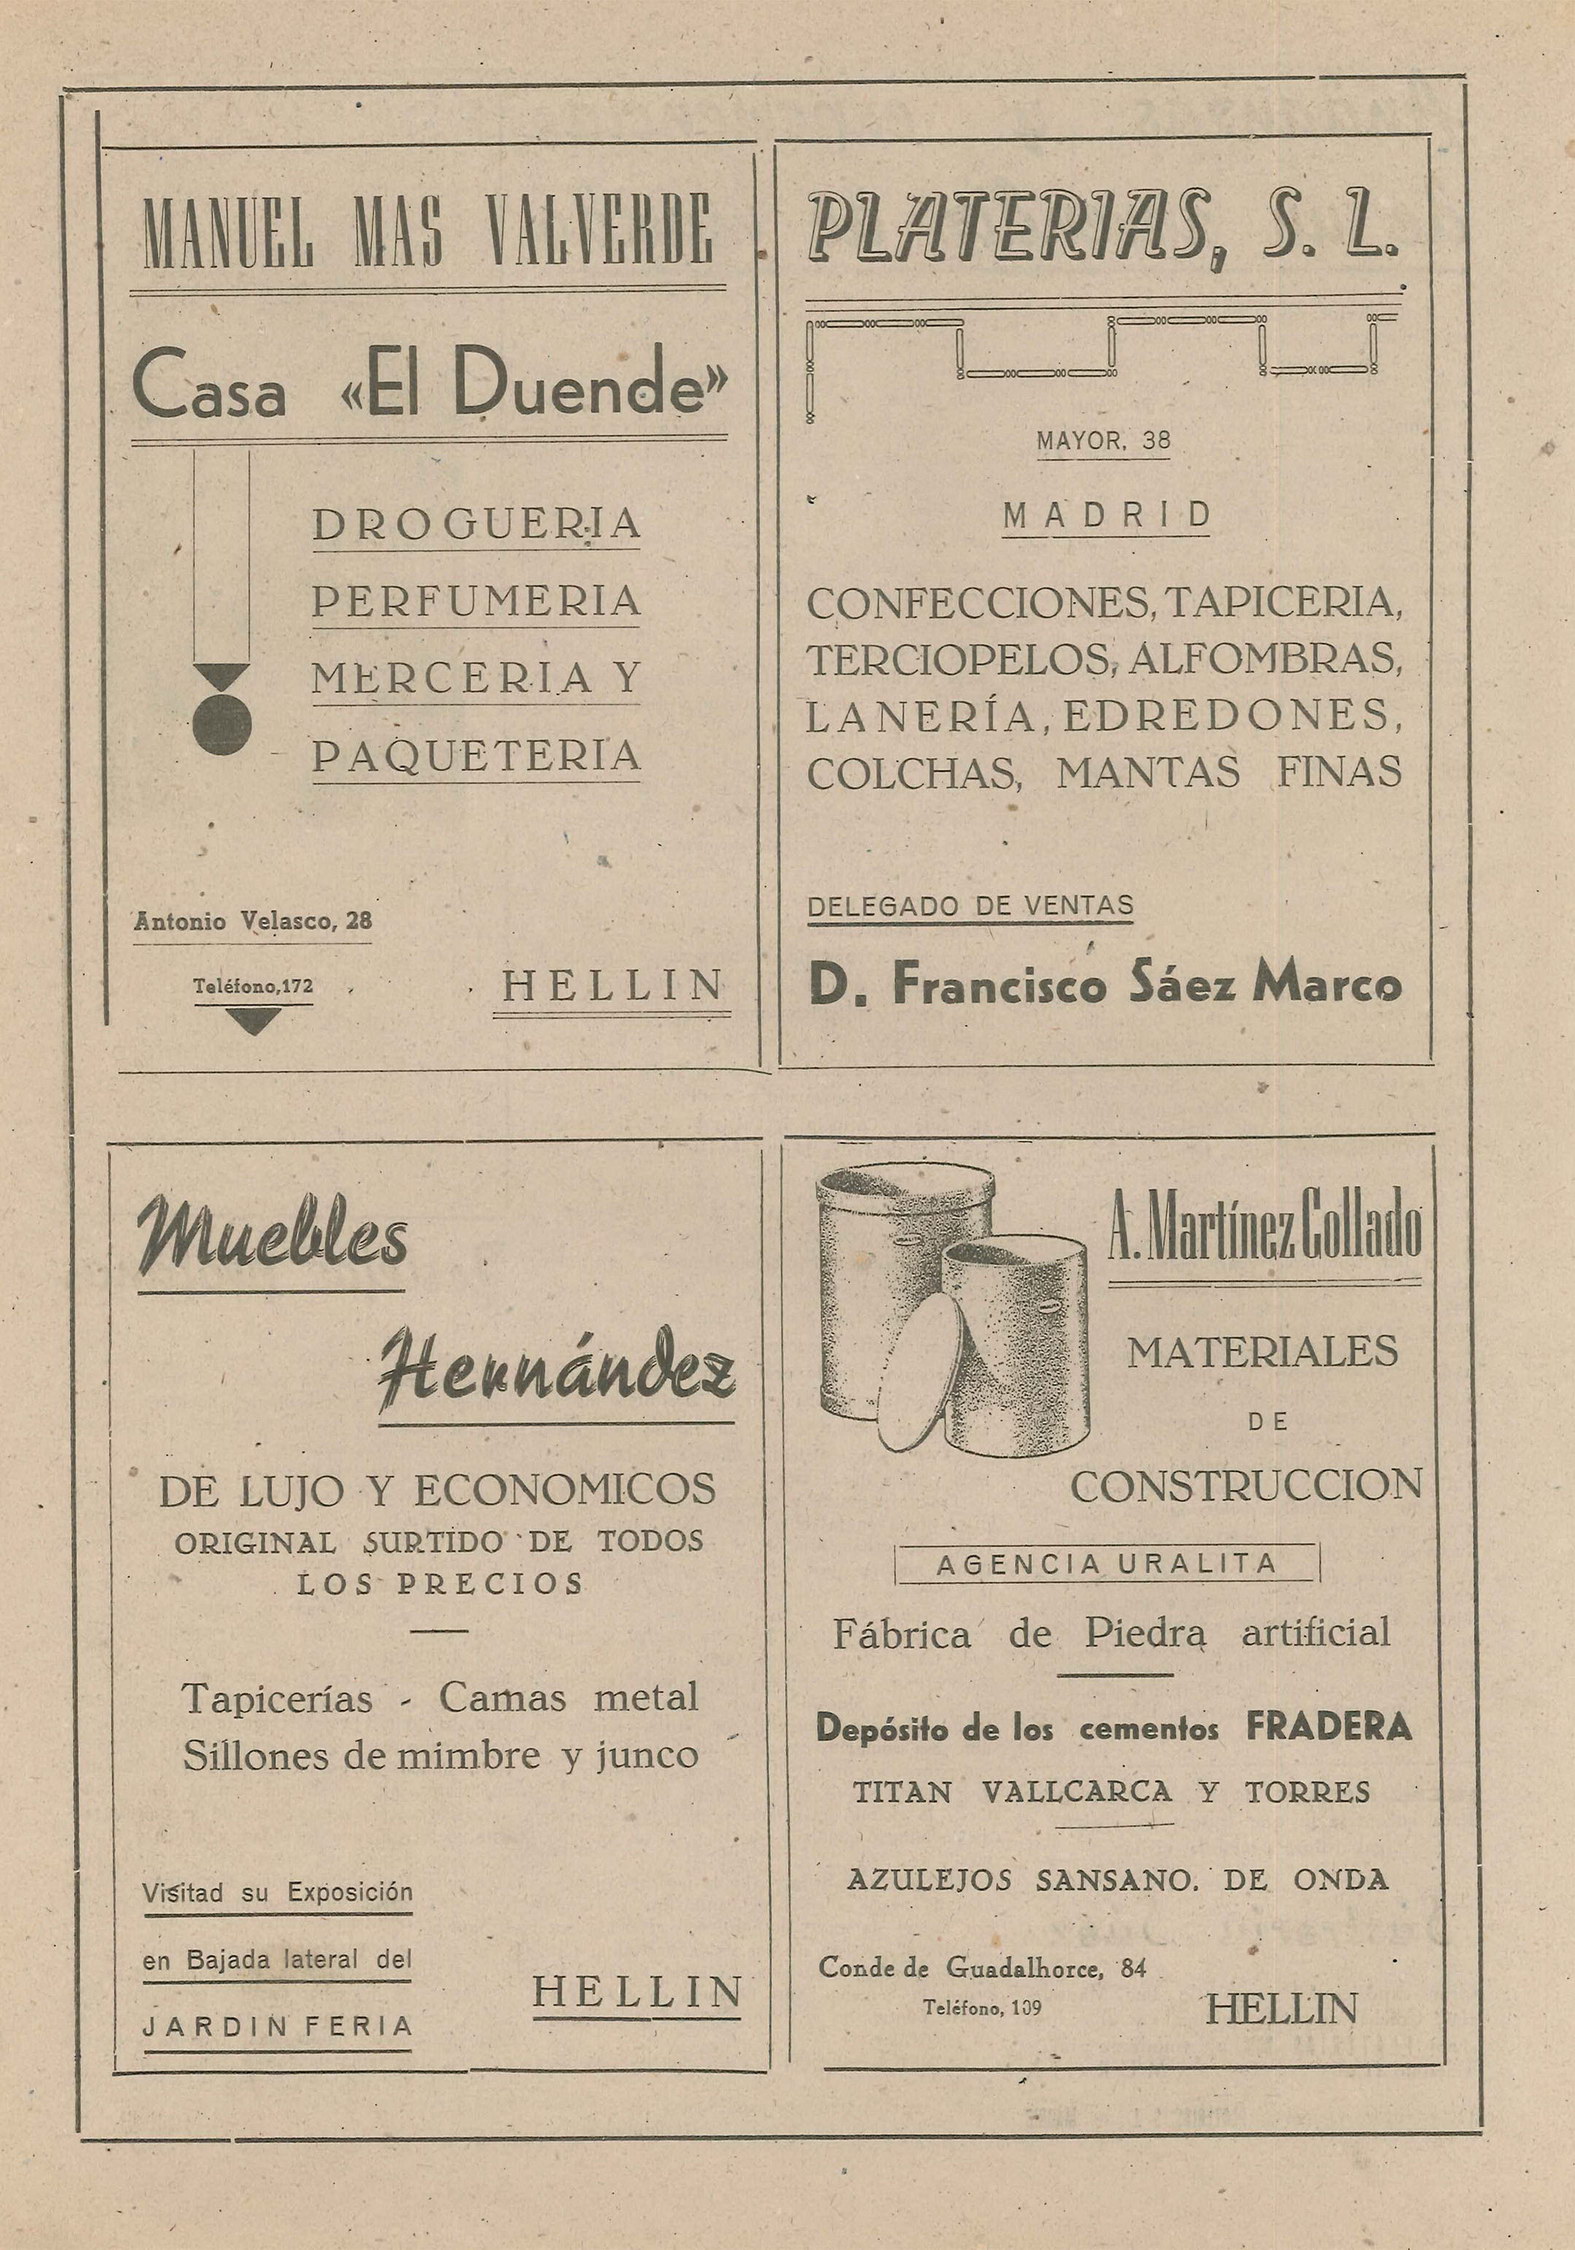 MANUEL MAS VALVERDE
Casa «El Duende»
DROGUERIA
PERFUMERIA
MERCERIA Y
PAQUETERIA
Antonio Velasco, 28
Teléfono, 172
HELLIN
PLATERIAS, S. L.
MAYOR, 38
MADRID
CONFECCIONES, TAPICERIA,
TERCIOPELOS, ALFOMBRAS,
LANERÍA, EDREDONES,
COLCHAS, MANTAS FINAS
DELEGADO DE VENTAS
D. Francisco Sáez Marco
Muebles
Hernández
DE LUJO Y ECONOMICOS
ORIGINAL SURTIDO DE TODOS
LOS PRECIOS
Tapicerías - Camas metal
Sillones de mimbre y junco
Visitad su Exposición
en Bajada lateral del
JARDIN FERIA
HELLIN
A. Martínez Collado
MATERIALES
DE
CONSTRUCCION
AGENCIA URALITA
Fábrica de Piedra artificial
Depósito de los cementos FRADERA
TITAN VALLCARCA Y TORRES
AZULEJOS SANSANO. DE ONDA
Conde de Guadalhorce, 84
Teléfono, 109
HELLIN